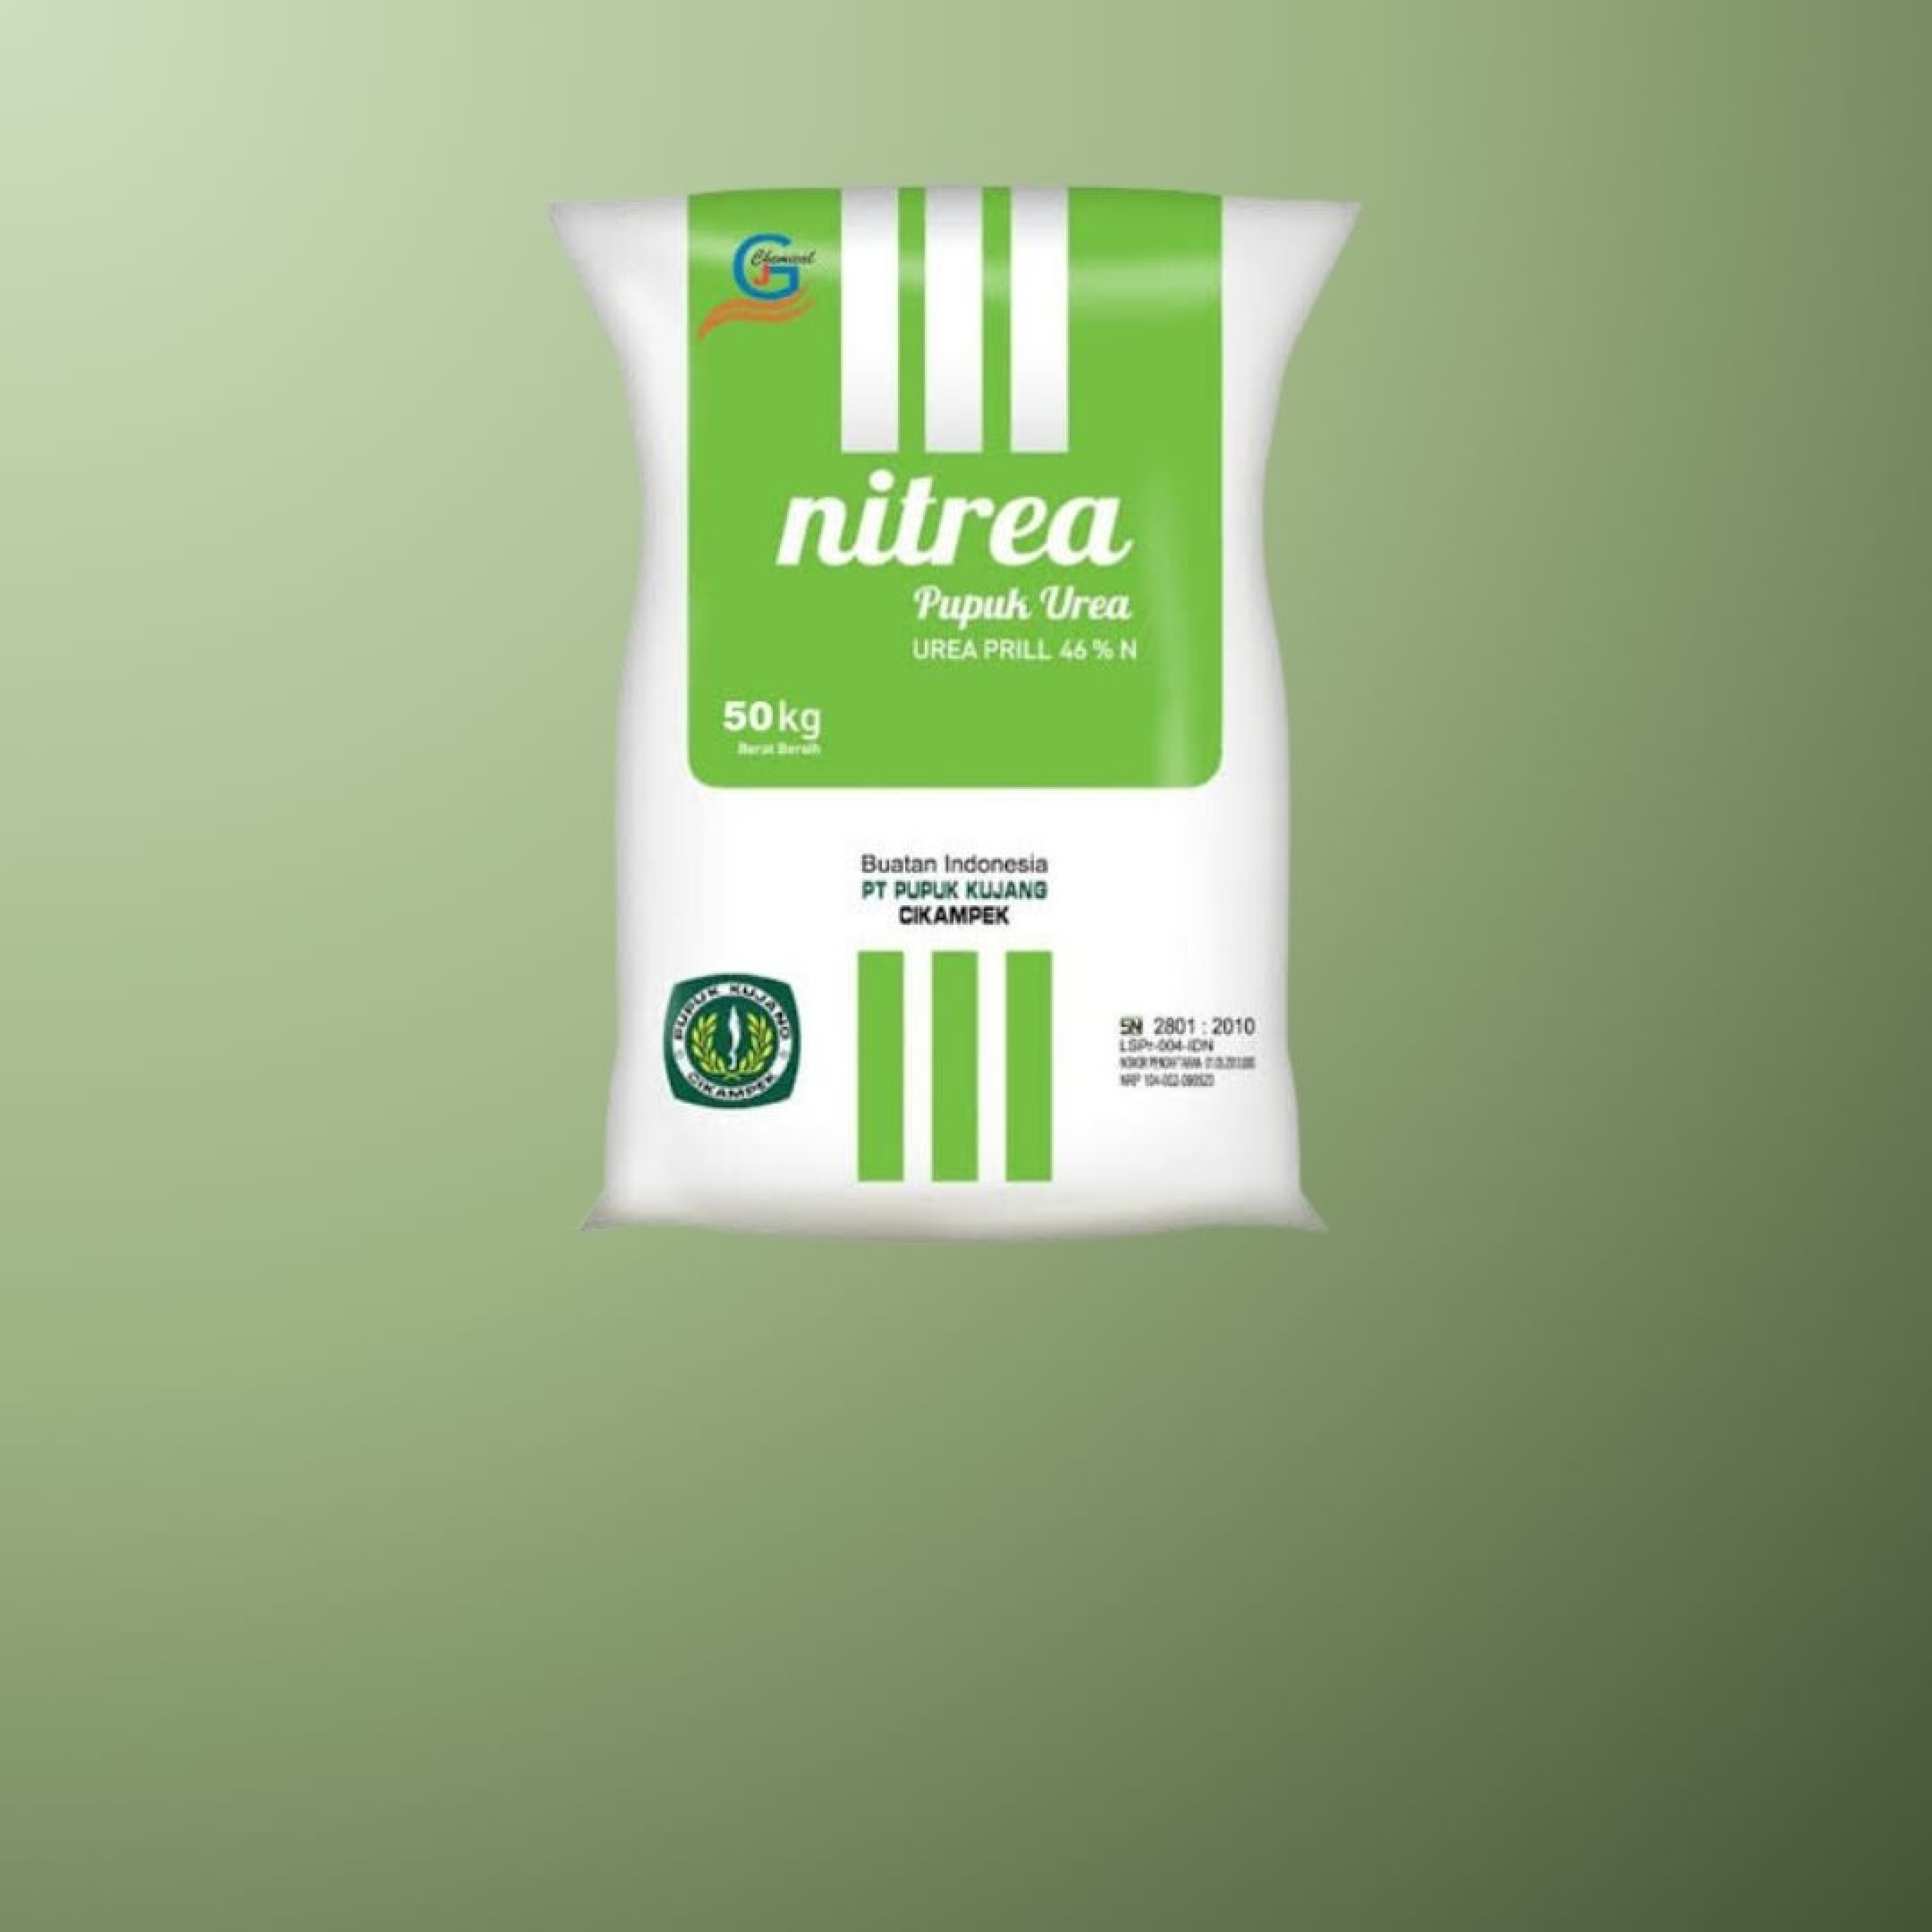 Chemical
GJ
nitrea
Pupuk Urea
UREA PRILL 46 % N
50kg
Berat Bersih
Buatan Indonesia
PT PUPUK KUJANG
CIKAMPEK
PUPUK KUJANG
CIKAMPEK
SNI 2801 : 2010
LSPr-004-IDN